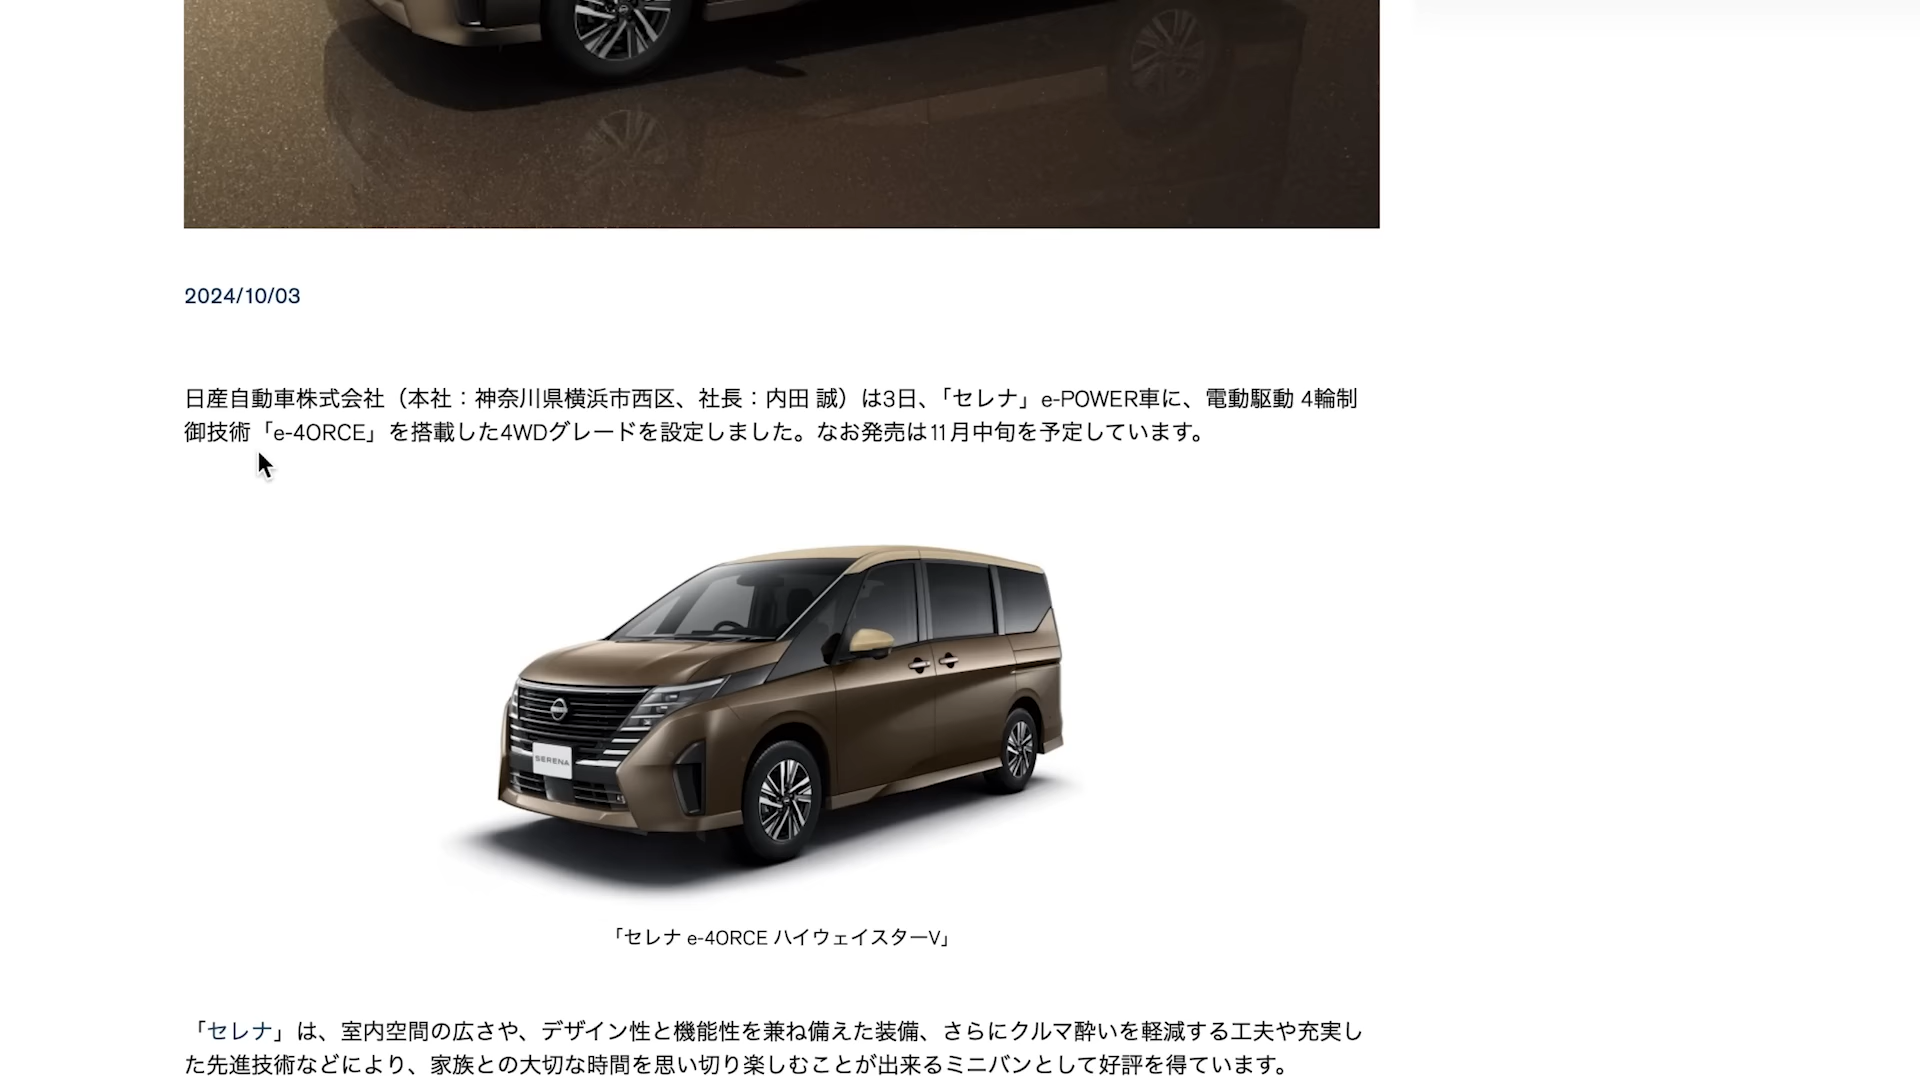 2024/10/03
日産自動車株式会社（本社：神奈川県横浜市西区、社長：内田 誠）は3日、「セレナ」e-POWER車に、電動駆動 4輪制
御技術「e-4ORCE」を搭載した4WDグレードを設定しました。なお発売は11月中旬を予定しています。
SERENA
「セレナ e-4ORCE ハイウェイスターV」
「セレナ」は、室内空間の広さや、デザイン性と機能性を兼ね備えた装備、さらにクルマ酔いを軽減する工夫や充実し
た先進技術などにより、家族との大切な時間を思い切り楽しむことが出来るミニバンとして好評を得ています。